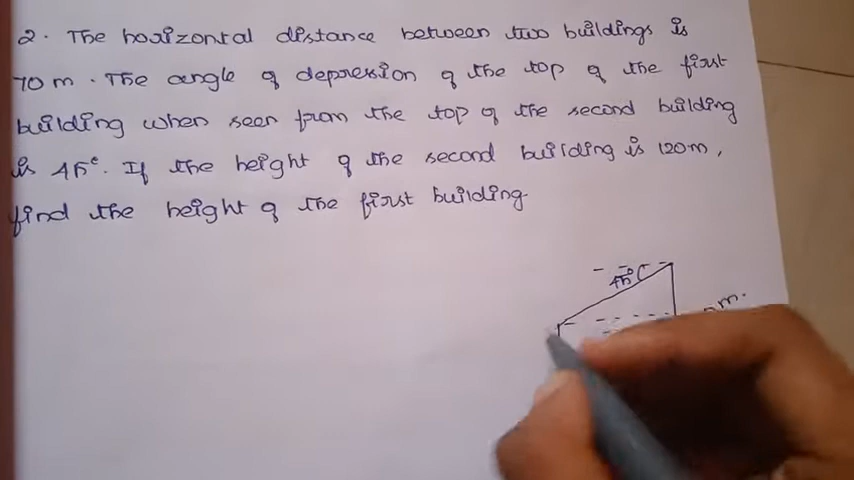 2. The horizontal distance between two buildings is
70 m. The angle of depression of the top of the first
building when seen from the top of the second building
is 45°. If the height of the second building is 120m,
find the height of the first building.
45°
m.